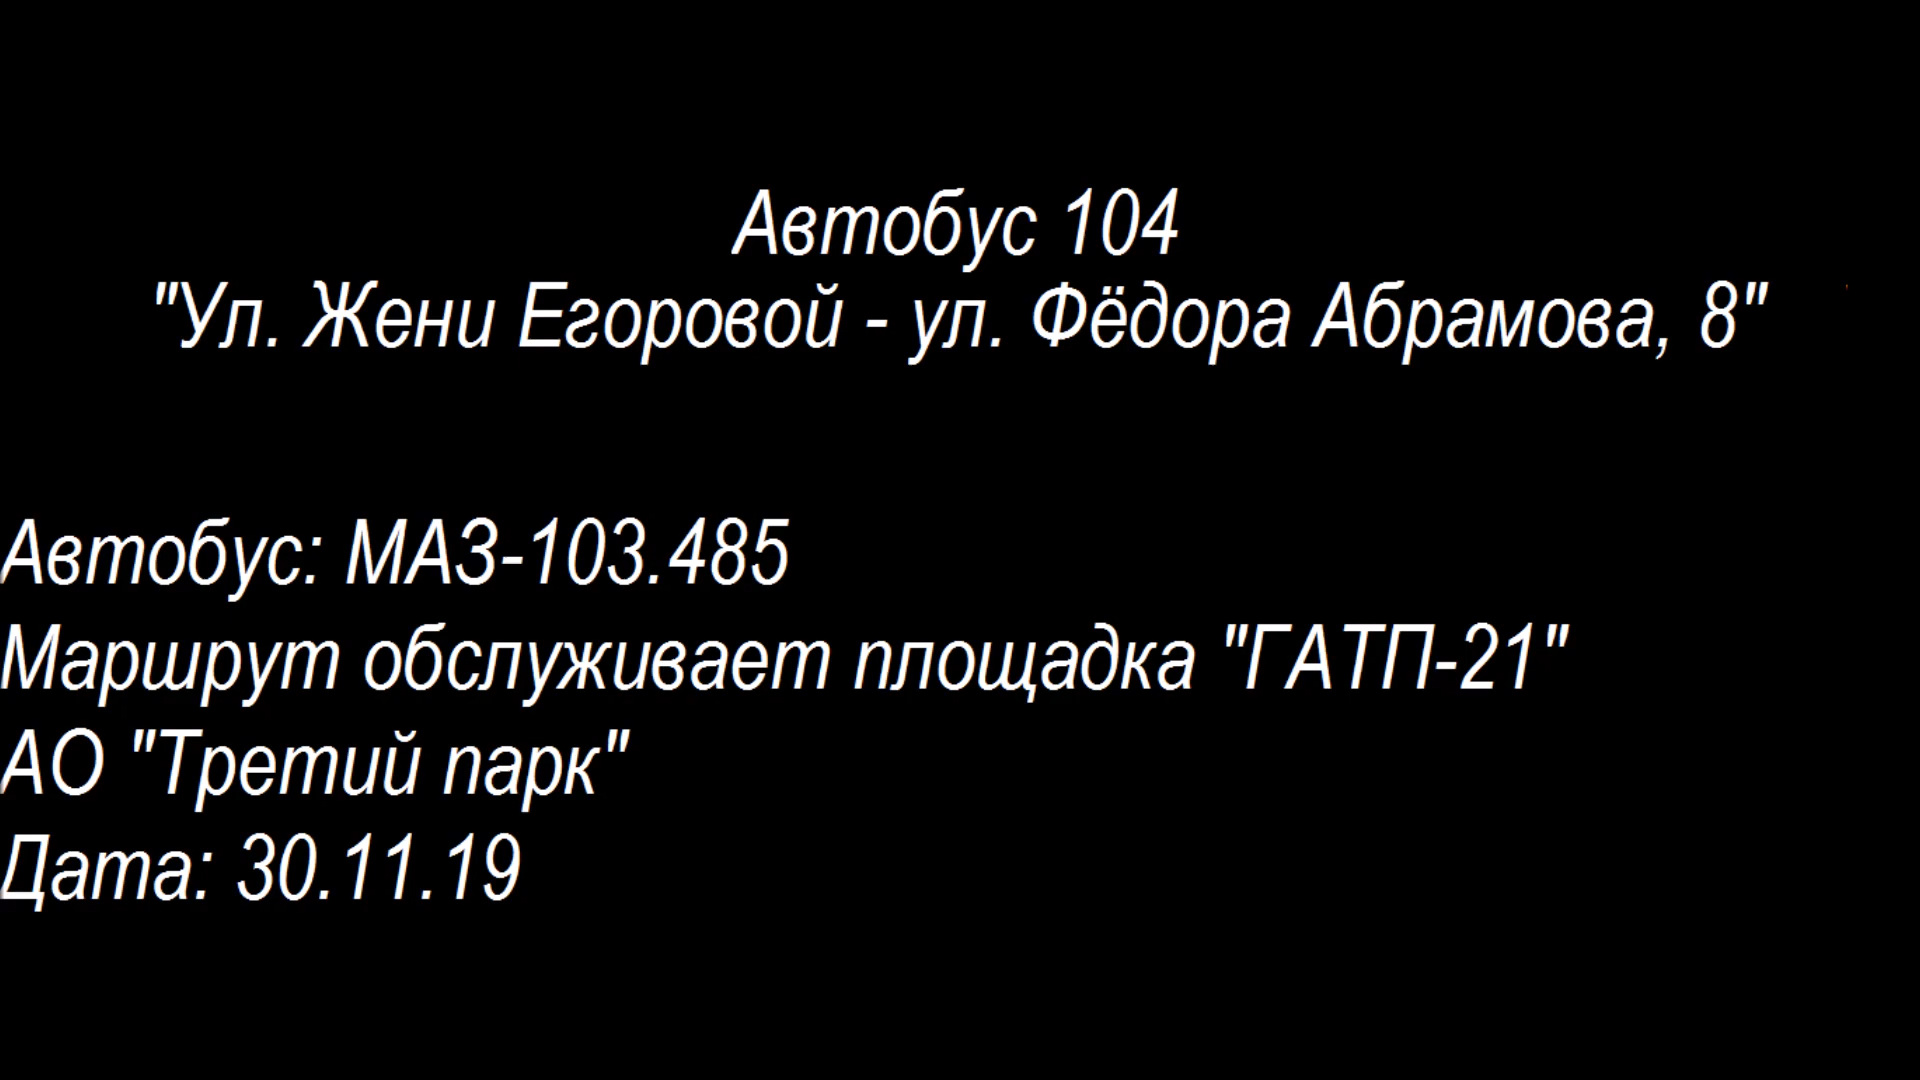 Автобус 104
"Ул. Жени Егоровой - ул. Фёдора Абрамова, 8"
Автобус: МАЗ-103.485
Маршрут обслуживает площадка "ГАТП-21"
АО "Третий парк"
Дата: 30.11.19